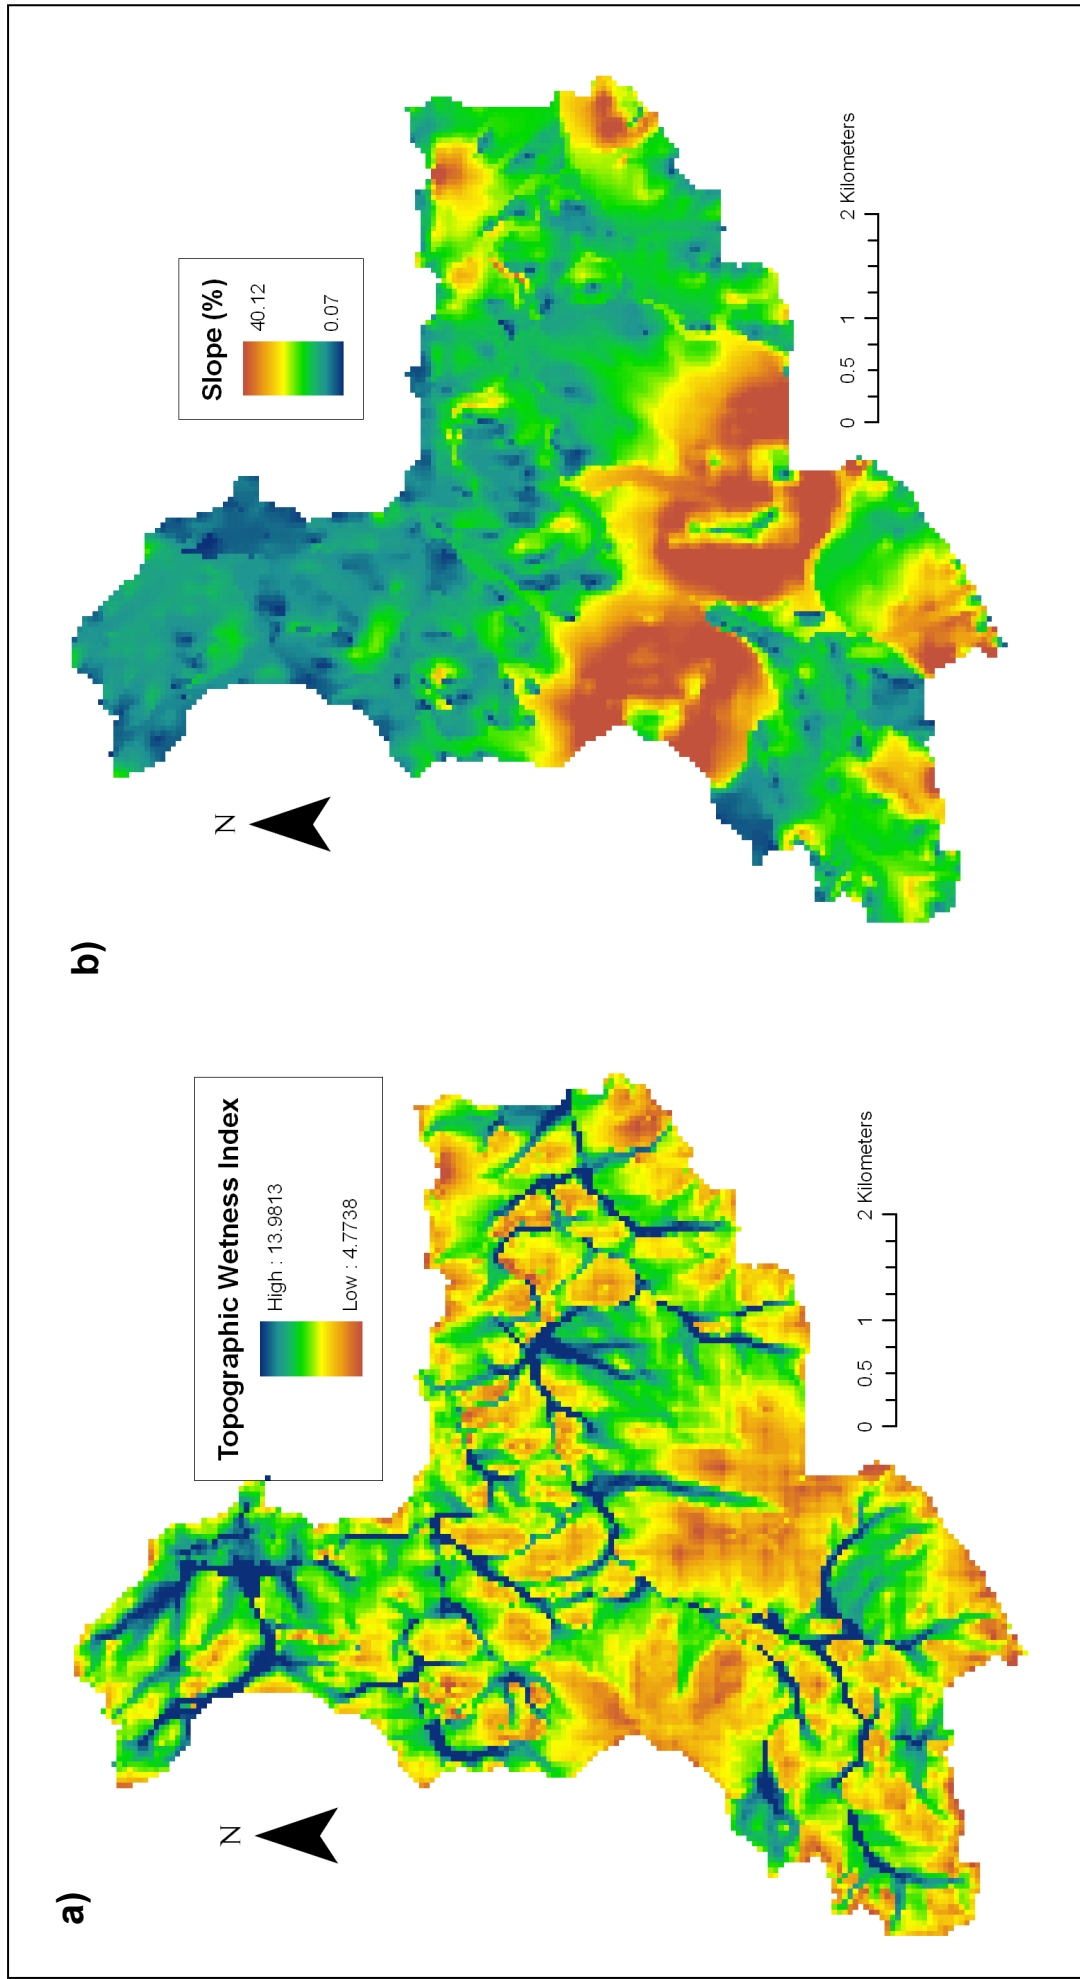 a)
N
Topographic Wetness Index
High : 13.9813
Low : 4.7738
0 0.5 1 2 Kilometers
b)
N
Slope (%)
40.12
0.07
0 0.5 1 2 Kilometers